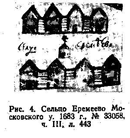 Рис. 4. Сельцо Еремеево Мо-
сковского у. 1683 г., № 33058,
ч. III, л. 443